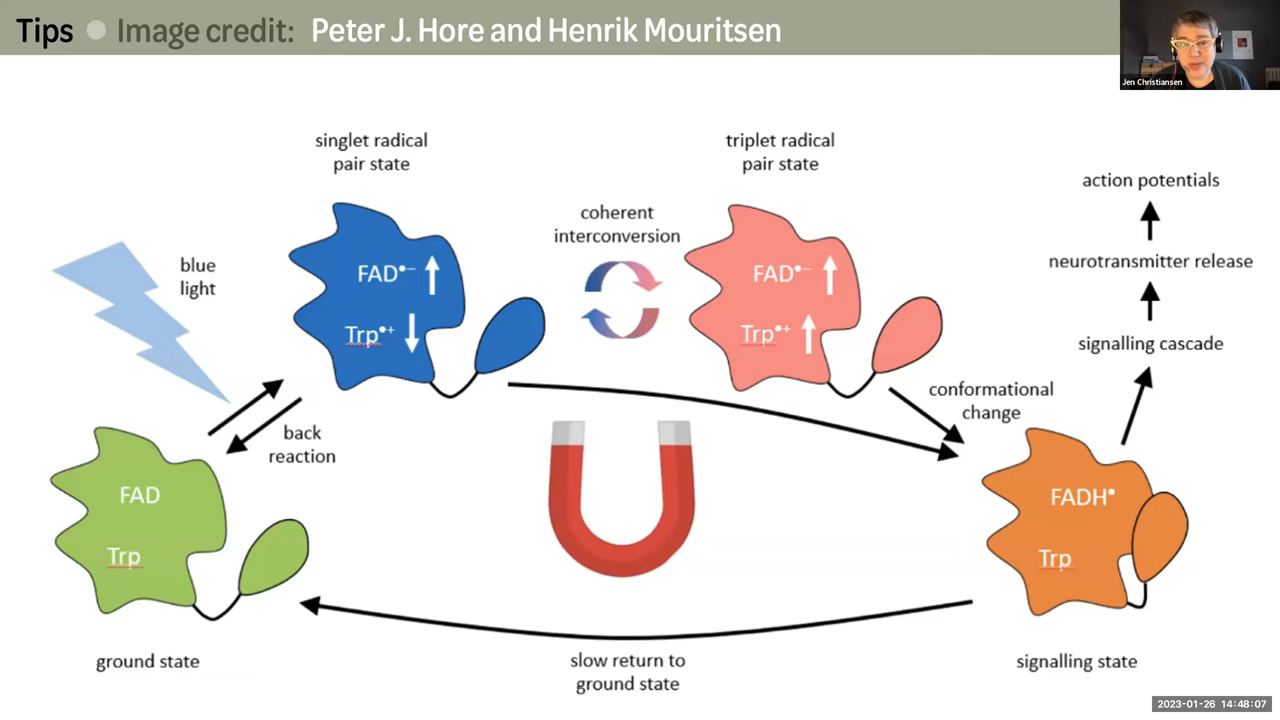 Tips Image credit: Peter J. Hore and Henrik Mouritsen
Jen Christiansen
singlet radical
pair state
triplet radical
pair state
coherent
interconversion
blue
light
FAD•− ↑
Trp•+ ↓
FAD•− ↑
Trp•+ ↑
action potentials
neurotransmitter release
signalling cascade
conformational
change
back
reaction
FAD
Trp
FADH•
Trp
ground state
slow return to
ground state
signalling state
2023-01-26 14:48:07